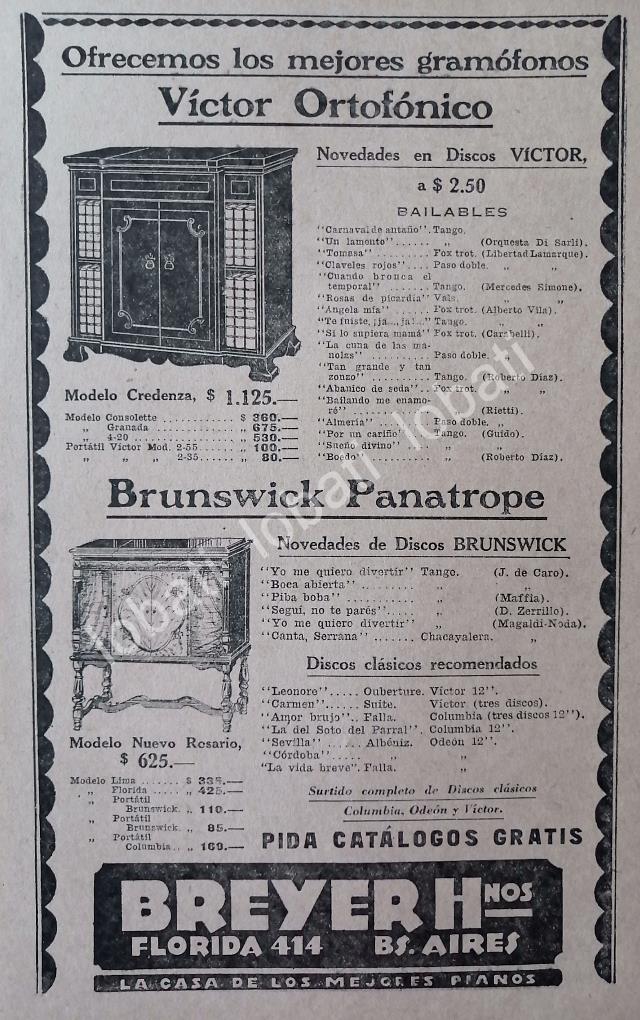 Ofrecemos los mejores gramófonos
Víctor Ortofónico
Novedades en Discos VÍCTOR,
a $ 2.50
BAILABLES
"Carnaval de antaño". Tango.
"Un lamento"...... „ (Orquesta Di Sarli).
"Tomasa" ......... Fox trot. (Libertad Lamarque).
"Claveles rojos".... Paso doble. „ „
"Cuando bronca el
temporal" ........ Tango. (Mercedes Simone).
"Rosas de picardía" Vals. „ „
"Angela mía" ...... Fox trot. (Alberto Vila).
"Te fuiste, ¡ja..., ja!..." Tango. „ „
"Si lo supiera mamá" Fox trot. (Carabelli).
"La cuna de las ma-
nolas" .......... Paso doble. „
"Tan grande y tan
zonzo" .......... Tango. (Roberto Díaz).
"Abanico de seda".. Fox trot. „
"Bailando me enamo-
ré" ............ „ (Rietti).
"Almería" ........ Paso doble. „
"Por un cariño" ... Tango. (Guido).
"Sueño divino" .... „ „
"Boedo" .......... „ (Roberto Díaz).
Modelo Credenza, $ 1.125.—
Modelo Consolette ............ $ 360.—
„ Granada .............. „ 675.—
„ 4-20 ................. „ 530.—
Portátil Víctor Mod. 2-55...... „ 100.—
„ „ „ 2-35...... „ 80.—
Brunswick Panatrope
Novedades de Discos BRUNSWICK
"Yo me quiero divertir" Tango. (J. de Caro).
"Boca abierta" ........ „ „
"Piba boba" .......... „ (Maffia).
"Seguí, no te parés"..... „ (D. Zerrillo).
"Yo me quiero divertir" „ (Magaldi-Noda).
"Canta, Serrana" ....... Chacayalera. „
Discos clásicos recomendados
"Leonore"..... Ouberture. Víctor 12".
"Carmen"...... Suite. Víctor (tres discos).
"Amor brujo".. Falla. Columbia (tres discos 12").
"La del Soto del Parral". Columbia 12".
"Sevilla" ..... Albéniz. Odeón 12".
"Córdoba" .... „ „
"La vida breve". Falla. „
Surtido completo de Discos clásicos
Columbia, Odeón y Víctor.
Modelo Nuevo Rosario,
$ 625.—
Modelo Lima ....... $ 335.—
„ Florida ..... „ 425.—
„ Portátil
Brunswick. „ 110.—
„ Portátil
Brunswick. „ 85.—
„ Portátil
Columbia.. „ 160.—
PIDA CATÁLOGOS GRATIS
BREYER Hnos
FLORIDA 414 BS. AIRES
LA CASA DE LOS MEJORES PIANOS
lobati lobati lobati